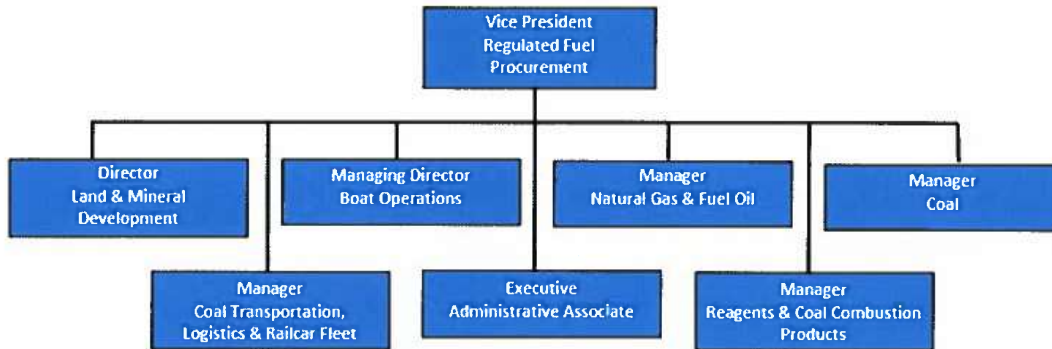 Vice President
Regulated Fuel
Procurement
Director
Land & Mineral
Development
Managing Director
Boat Operations
Manager
Natural Gas & Fuel Oil
Manager
Coal
Manager
Coal Transportation,
Logistics & Railcar Fleet
Executive
Administrative Associate
Manager
Reagents & Coal Combustion
Products